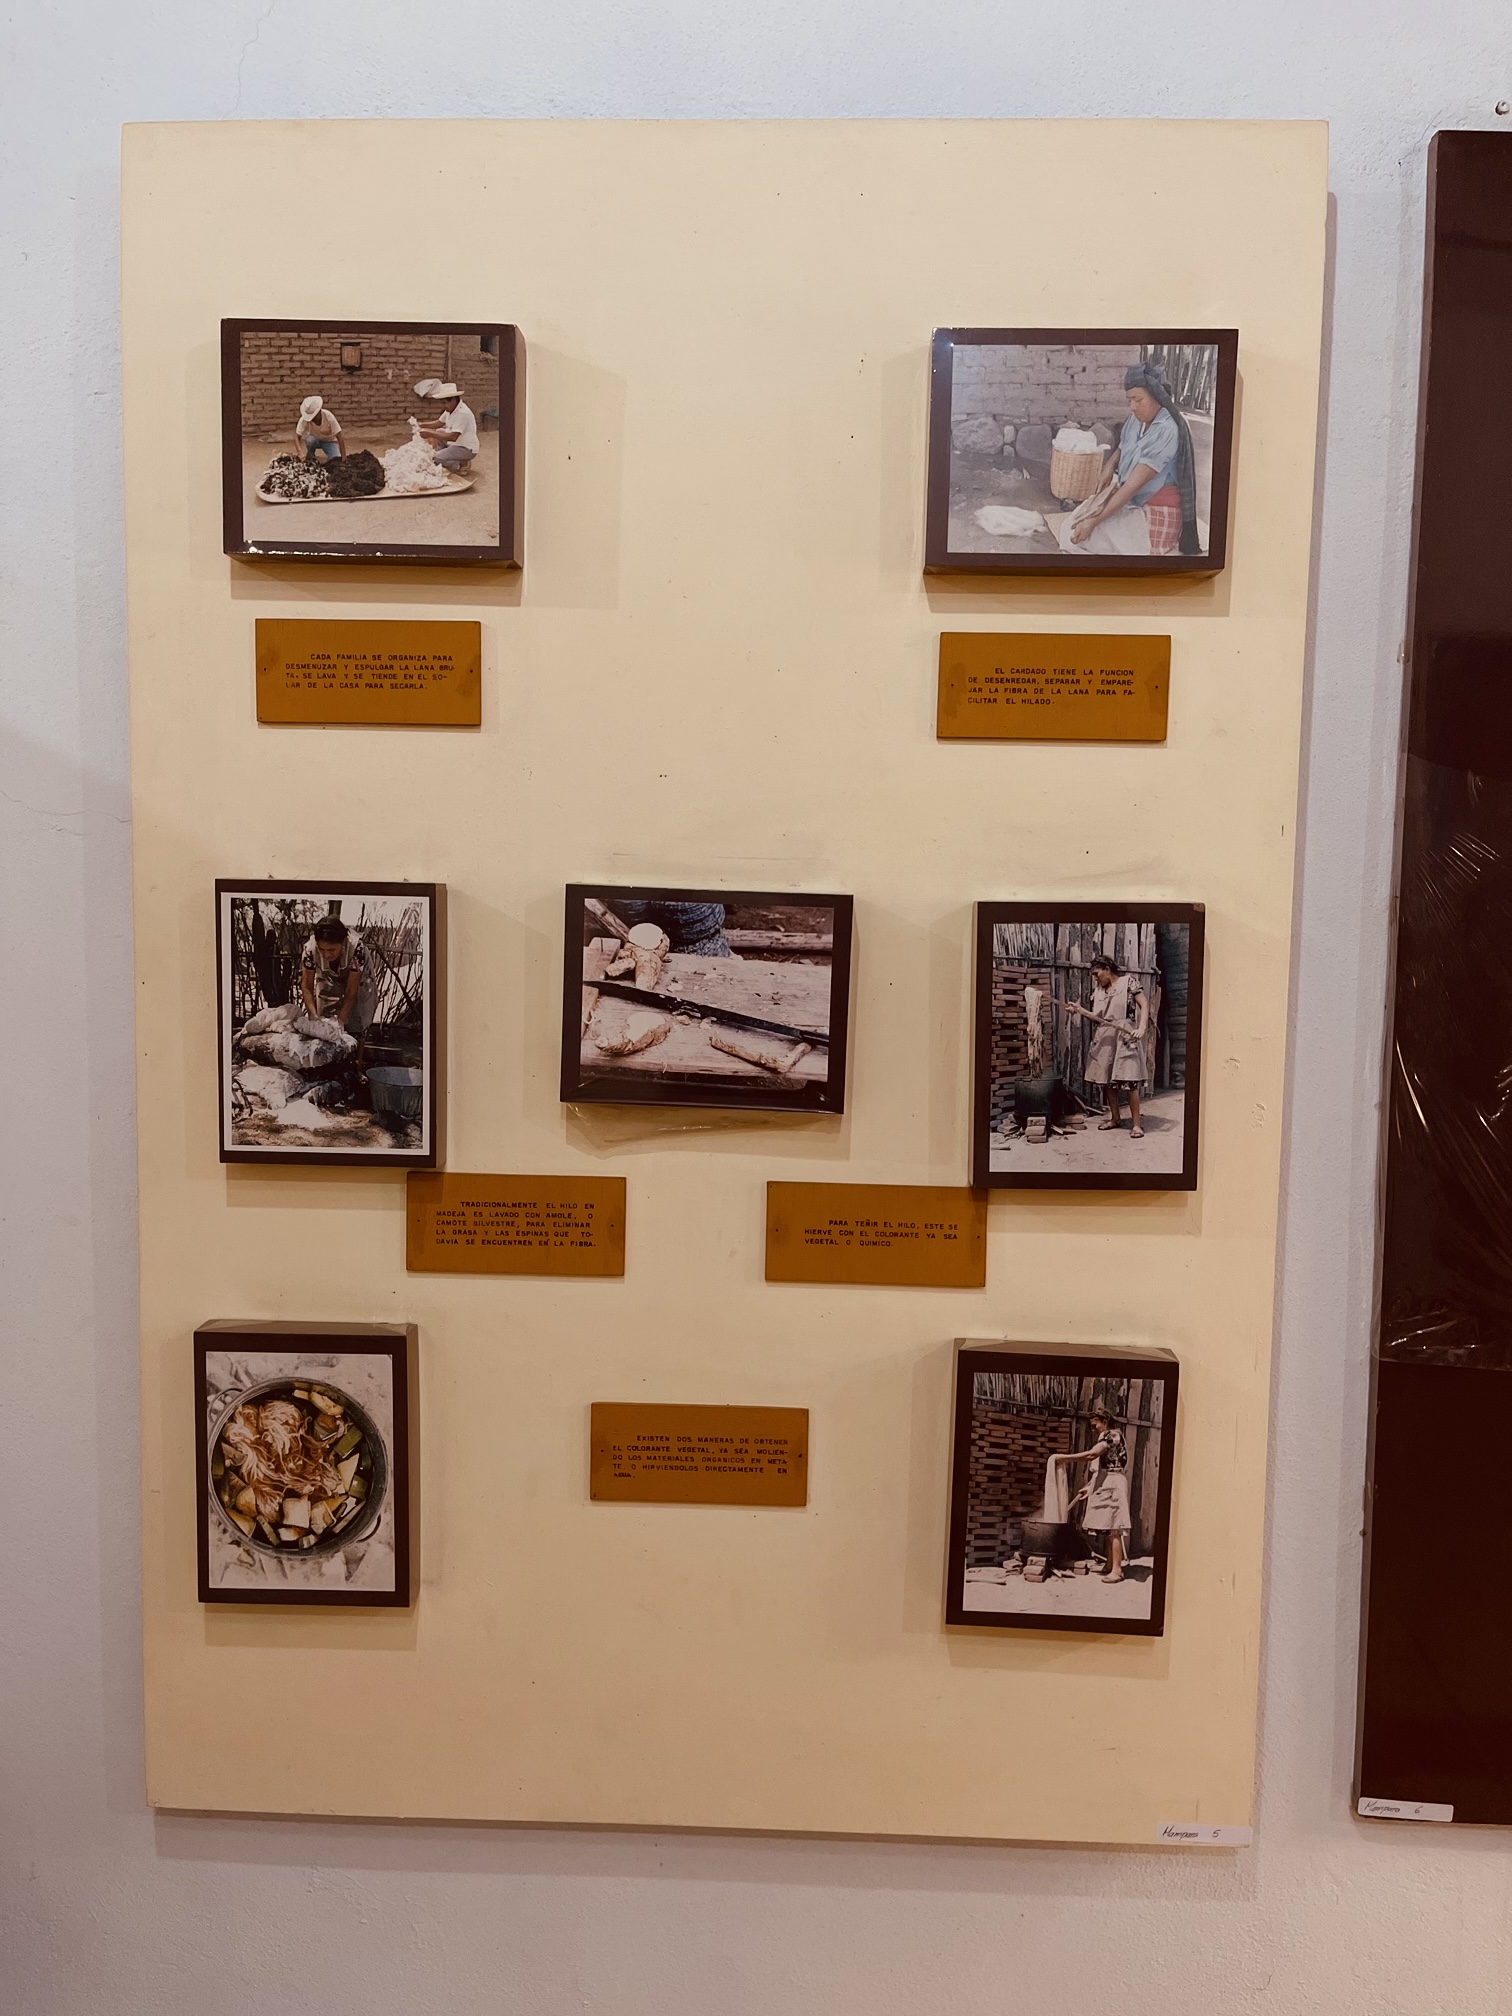 CADA FAMILIA SE ORGANIZA PARA
DESMENUZAR Y ESPULGAR LA LANA BRU-
TA. SE LAVA Y SE TIENDE EN EL SO-
LAR DE LA CASA PARA SECARLA.
EL CARDADO TIENE LA FUNCION
DE DESENREDAR, SEPARAR Y EMPARE-
JAR LA FIBRA DE LA LANA PARA FA-
CILITAR EL HILADO.
TRADICIONALMENTE EL HILO EN
MADEJA ES LAVADO CON AMOLE, O
CAMOTE SILVESTRE, PARA ELIMINAR
LA GRASA Y LAS ESPINAS QUE TO-
DAVIA SE ENCUENTREN EN LA FIBRA.
PARA TEÑIR EL HILO, ESTE SE
HIERVE CON EL COLORANTE YA SEA
VEGETAL O QUIMICO.
EXISTEN DOS MANERAS DE OBTENER
EL COLORANTE VEGETAL, YA SEA MOLIEN-
DO LOS MATERIALES ORGANICOS EN META-
TE O HIRVIENDOLOS DIRECTAMENTE EN
AGUA.
Mampara 5
Mampara 6